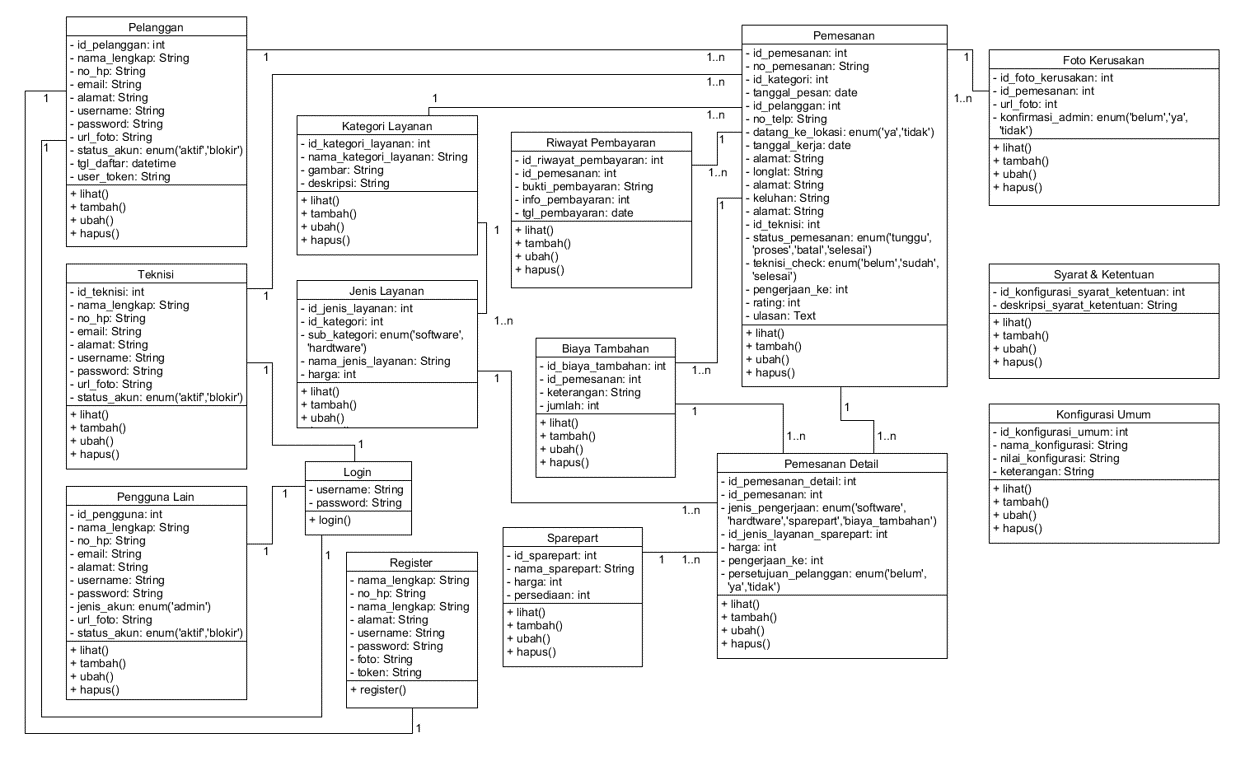 Pelanggan
- id_pelanggan: int
- nama_lengkap: String
- no_hp: String
- email: String
- alamat: String
- username: String
- password: String
- url_foto: String
- status_akun: enum('aktif','blokir')
- tgl_daftar: datetime
- user_token: String
+ lihat()
+ tambah()
+ ubah()
+ hapus()
1
1
1
1..n
1..n
1
1..n
Teknisi
- id_teknisi: int
- nama_lengkap: String
- no_hp: String
- email: String
- alamat: String
- username: String
- password: String
- url_foto: String
- status_akun: enum('aktif','blokir')
+ lihat()
+ tambah()
+ ubah()
+ hapus()
1
1
1
Pengguna Lain
- id_pengguna: int
- nama_lengkap: String
- no_hp: String
- email: String
- alamat: String
- username: String
- password: String
- jenis_akun: enum('admin')
- url_foto: String
- status_akun: enum('aktif','blokir')
+ lihat()
+ tambah()
+ ubah()
+ hapus()
1
1
Kategori Layanan
- id_kategori_layanan: int
- nama_kategori_layanan: String
- gambar: String
- deskripsi: String
+ lihat()
+ tambah()
+ ubah()
+ hapus()
1
1..n
Jenis Layanan
- id_jenis_layanan: int
- id_kategori: int
- sub_kategori: enum('software',
'hardtware')
- nama_jenis_layanan: String
- harga: int
+ lihat()
+ tambah()
+ ubah()
1
1..n
Login
- username: String
- password: String
+ login()
1
Register
- nama_lengkap: String
- no_hp: String
- nama_lengkap: String
- alamat: String
- username: String
- password: String
- foto: String
- token: String
+ register()
1
Riwayat Pembayaran
- id_riwayat_pembayaran: int
- id_pemesanan: int
- bukti_pembayaran: String
- info_pembayaran: int
- tgl_pembayaran: date
+ lihat()
+ tambah()
+ ubah()
+ hapus()
1
1..n
Biaya Tambahan
- id_biaya_tambahan: int
- id_pemesanan: int
- keterangan: String
- jumlah: int
+ lihat()
+ tambah()
+ ubah()
+ hapus()
1
1..n
1
1..n
Sparepart
- id_sparepart: int
- nama_sparepart: String
- harga: int
- persediaan: int
+ lihat()
+ tambah()
+ ubah()
+ hapus()
1
1..n
Pemesanan
- id_pemesanan: int
- no_pemesanan: String
- id_kategori: int
- tanggal_pesan: date
- id_pelanggan: int
- no_telp: String
- datang_ke_lokasi: enum('ya','tidak')
- tanggal_kerja: date
- alamat: String
- longlat: String
- alamat: String
- keluhan: String
- alamat: String
- id_teknisi: int
- status_pemesanan: enum('tunggu',
'proses','batal','selesai')
- teknisi_check: enum('belum','sudah',
'selesai')
- pengerjaan_ke: int
- rating: int
- ulasan: Text
+ lihat()
+ tambah()
+ ubah()
+ hapus()
1
1..n
Pemesanan Detail
- id_pemesanan_detail: int
- id_pemesanan: int
- jenis_pengerjaan: enum('software',
'hardtware','sparepart','biaya_tambahan')
- id_jenis_layanan_sparepart: int
- harga: int
- pengerjaan_ke: int
- persetujuan_pelanggan: enum('belum',
'ya','tidak')
+ lihat()
+ tambah()
+ ubah()
+ hapus()
1
1..n
Foto Kerusakan
- id_foto_kerusakan: int
- id_pemesanan: int
- url_foto: int
- konfirmasi_admin: enum('belum','ya',
'tidak')
+ lihat()
+ tambah()
+ ubah()
+ hapus()
Syarat & Ketentuan
- id_konfigurasi_syarat_ketentuan: int
- deskripsi_syarat_ketentuan: String
+ lihat()
+ tambah()
+ ubah()
+ hapus()
Konfigurasi Umum
- id_konfigurasi_umum: int
- nama_konfigurasi: String
- nilai_konfigurasi: String
- keterangan: String
+ lihat()
+ tambah()
+ ubah()
+ hapus()